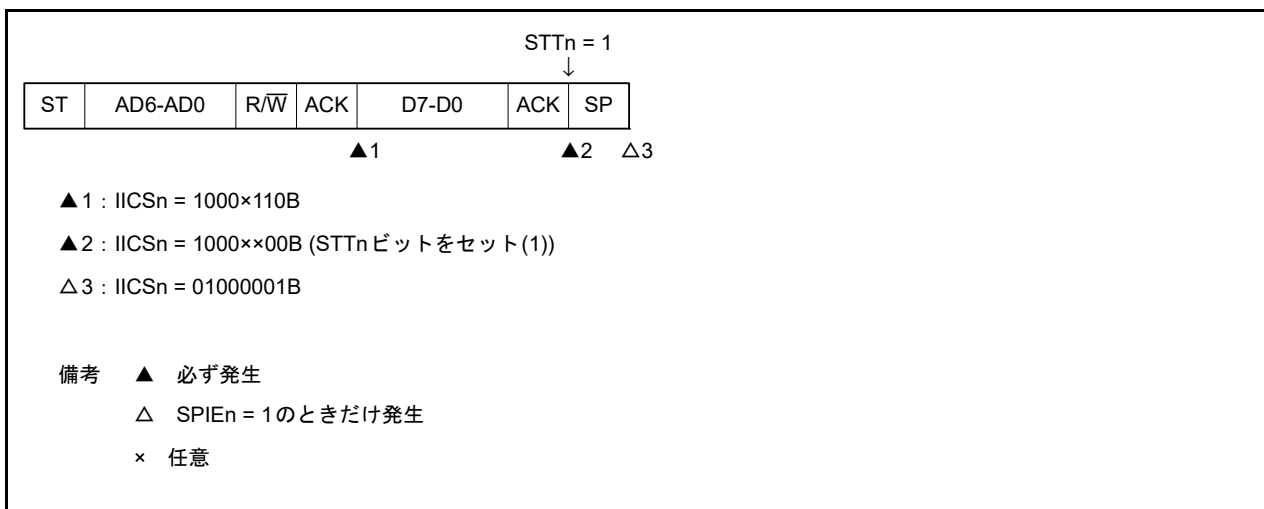 STTn = 1
↓
ST AD6-AD0 R/W̅ ACK D7-D0 ACK SP
▲1 ▲2 △3
▲1：IICSn = 1000×110B
▲2：IICSn = 1000××00B (STTnビットをセット(1))
△3：IICSn = 01000001B
備考 ▲ 必ず発生
△ SPIEn = 1のときだけ発生
× 任意